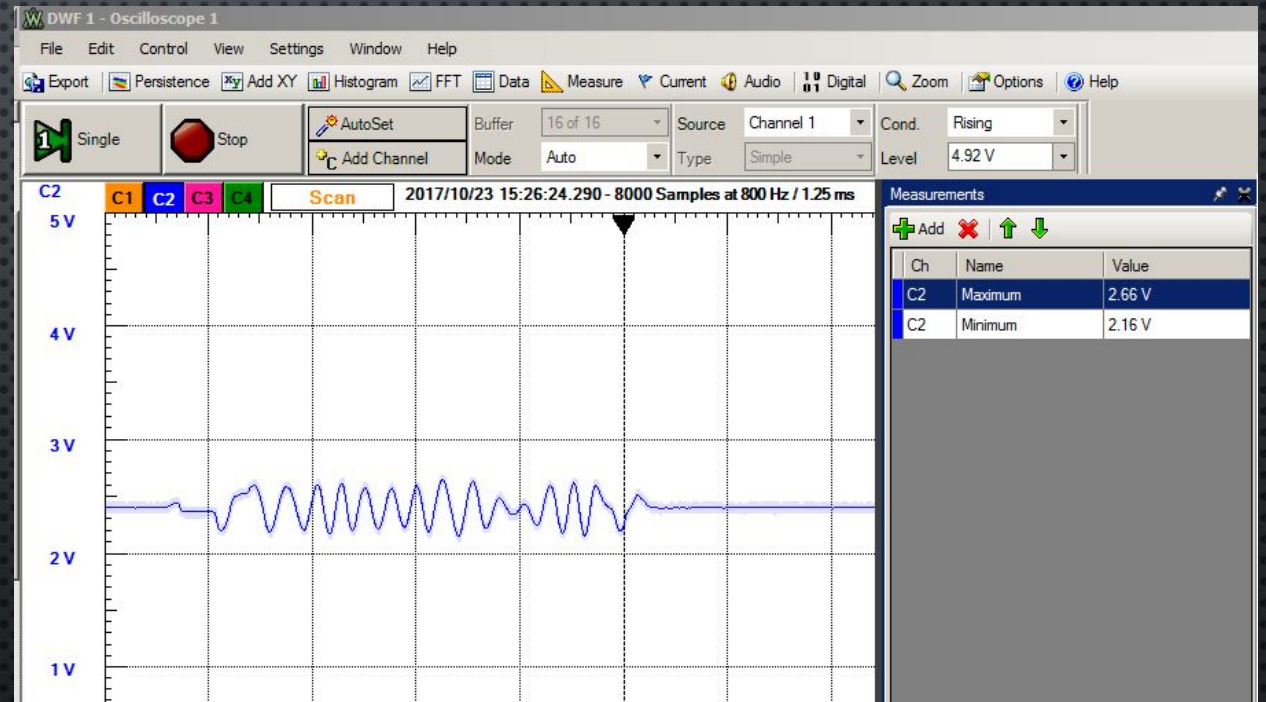 DWF 1 - Oscilloscope 1
File Edit Control View Settings Window Help
Export Persistence Xy Add XY Histogram FFT Data Measure Current Audio Digital Zoom Options Help
1 Single Stop AutoSet Buffer 16 of 16 Source Channel 1 Cond. Rising
C Add Channel Mode Auto Type Simple Level 4.92 V
C2 C1 C2 C3 C4 Scan 2017/10/23 15:26:24.290 - 8000 Samples at 800 Hz / 1.25 ms
5 V
4 V
3 V
2 V
1 V
Measurements
Add
Ch Name Value
C2 Maximum 2.66 V
C2 Minimum 2.16 V